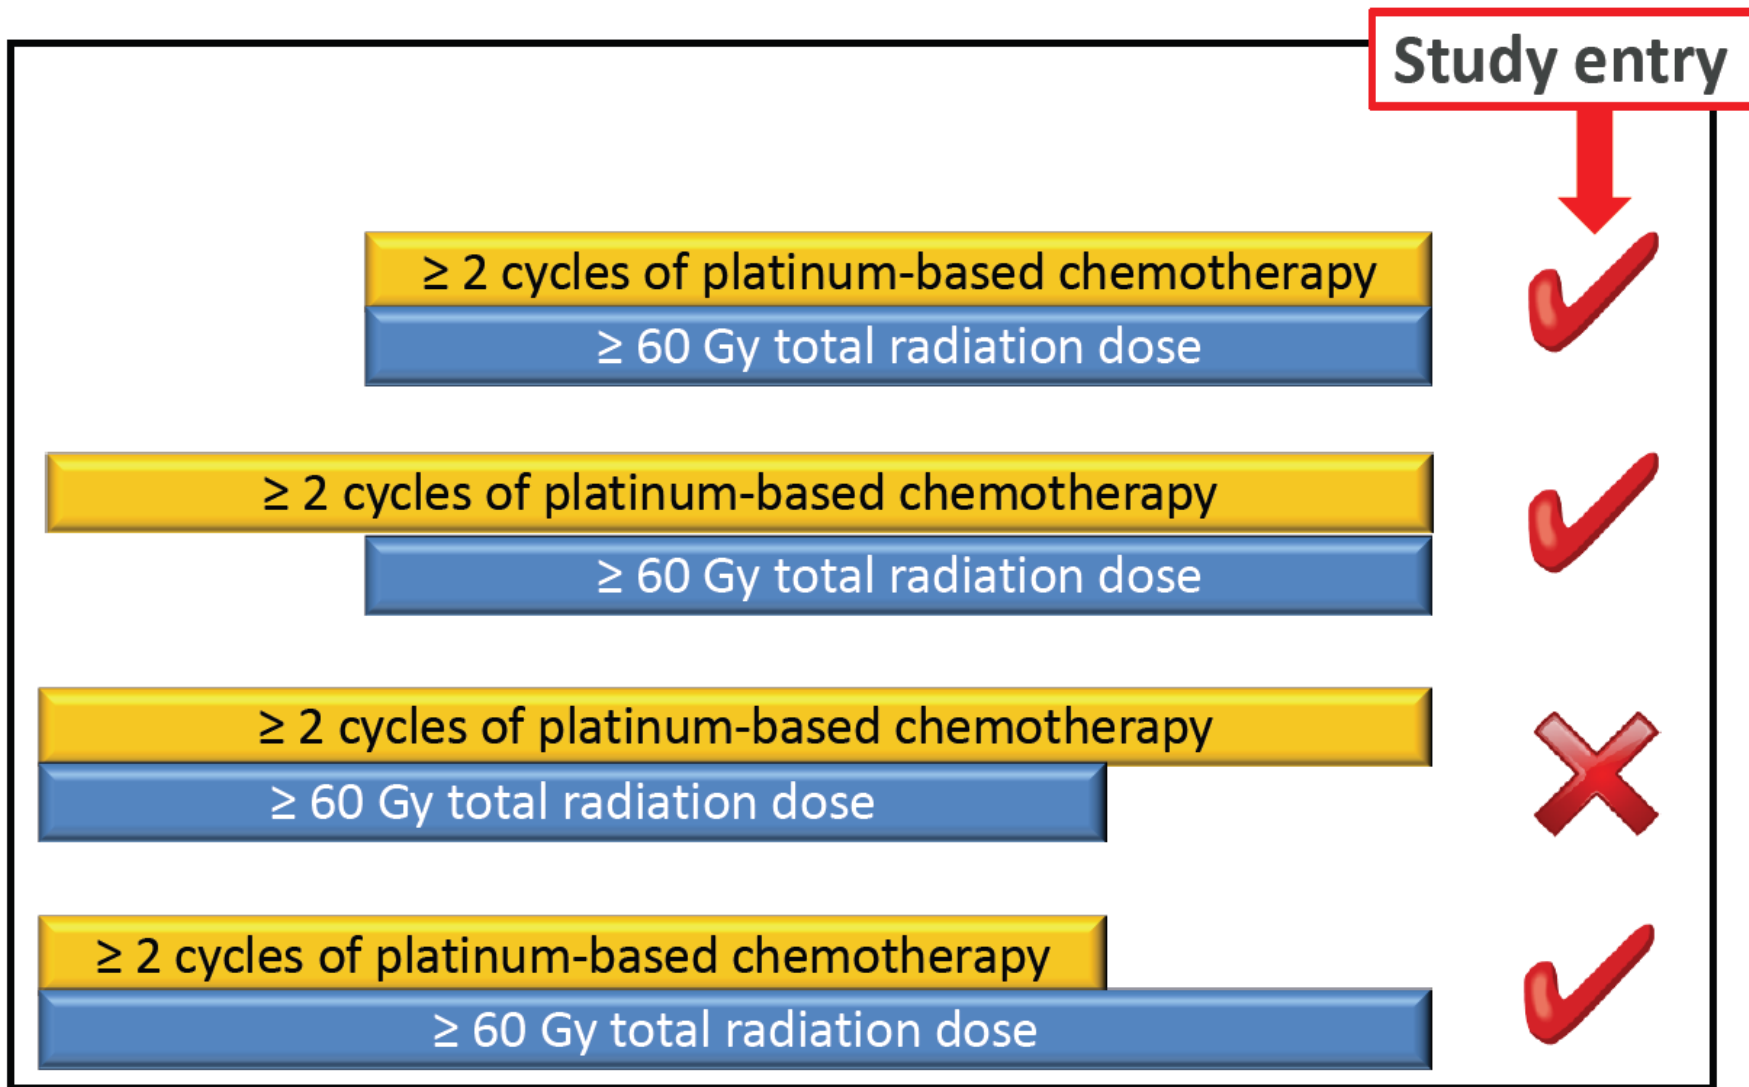 Study entry
≥ 2 cycles of platinum-based chemotherapy
≥ 60 Gy total radiation dose
≥ 2 cycles of platinum-based chemotherapy
≥ 60 Gy total radiation dose
≥ 2 cycles of platinum-based chemotherapy
≥ 60 Gy total radiation dose
≥ 2 cycles of platinum-based chemotherapy
≥ 60 Gy total radiation dose